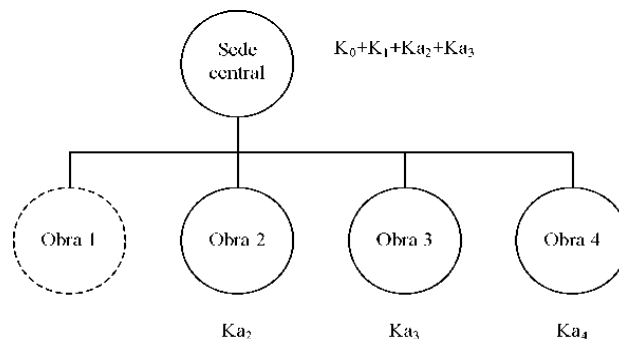 Sede
central
K₀+K₁+Ka₂+Ka₃
Obra 1
Obra 2
Obra 3
Obra 4
Ka₂
Ka₃
Ka₄